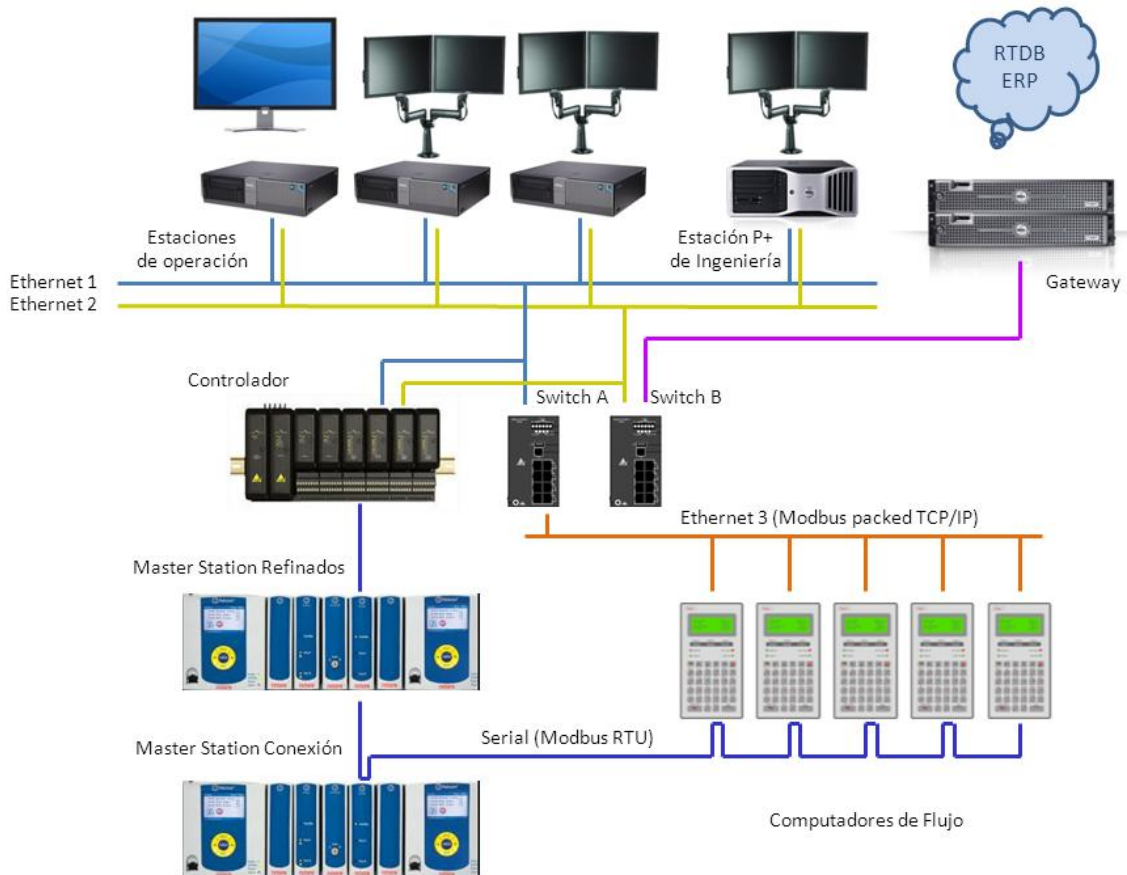 RTDB
ERP
Estaciones
de operación
Estación P+
de Ingeniería
Ethernet 1
Ethernet 2
Gateway
Controlador
Switch A
Switch B
Ethernet 3 (Modbus packed TCP/IP)
Master Station Refinados
Master Station Conexión
Serial (Modbus RTU)
Computadores de Flujo